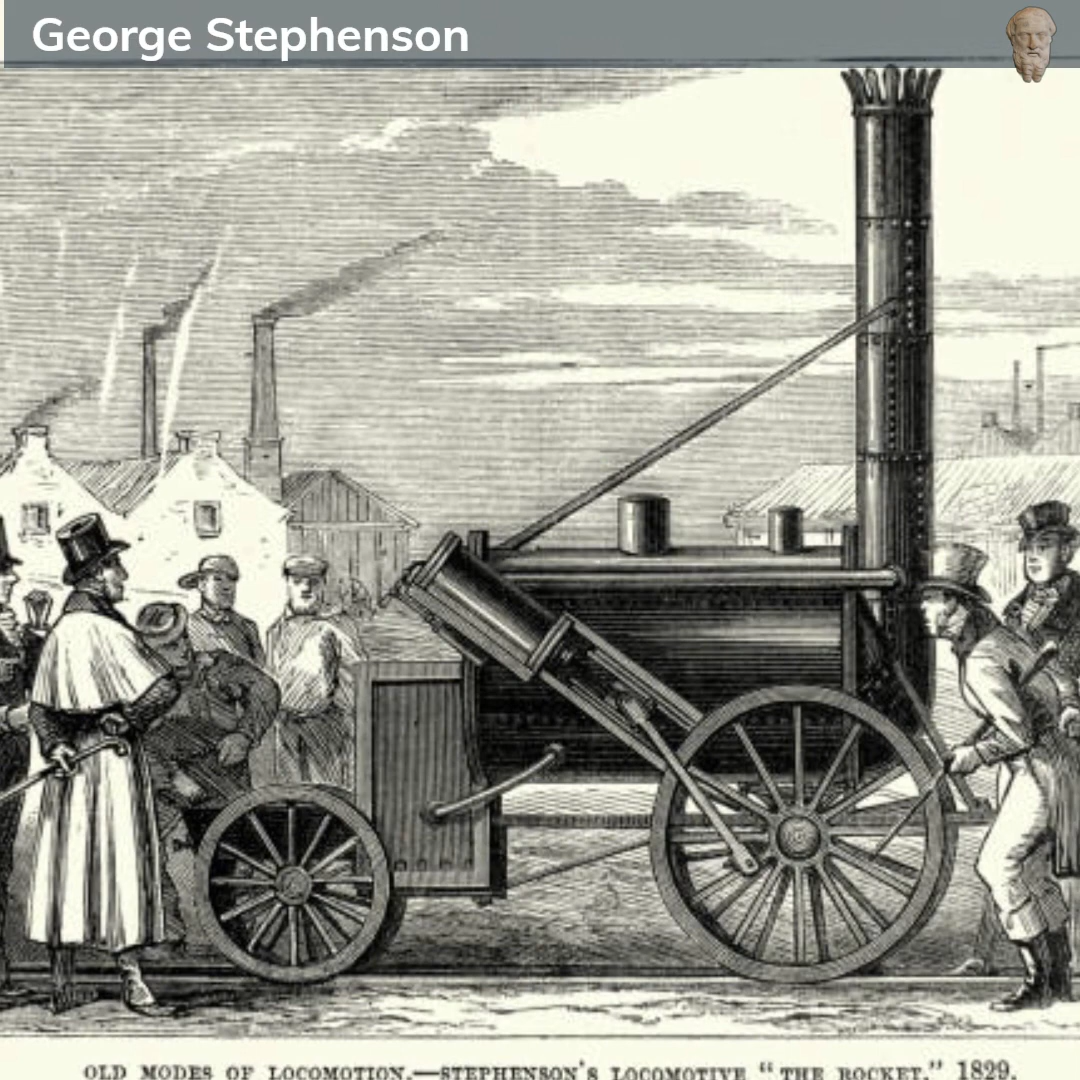 George Stephenson
OLD MODES OF LOCOMOTION.—STEPHENSON'S LOCOMOTIVE "THE ROCKET," 1829.